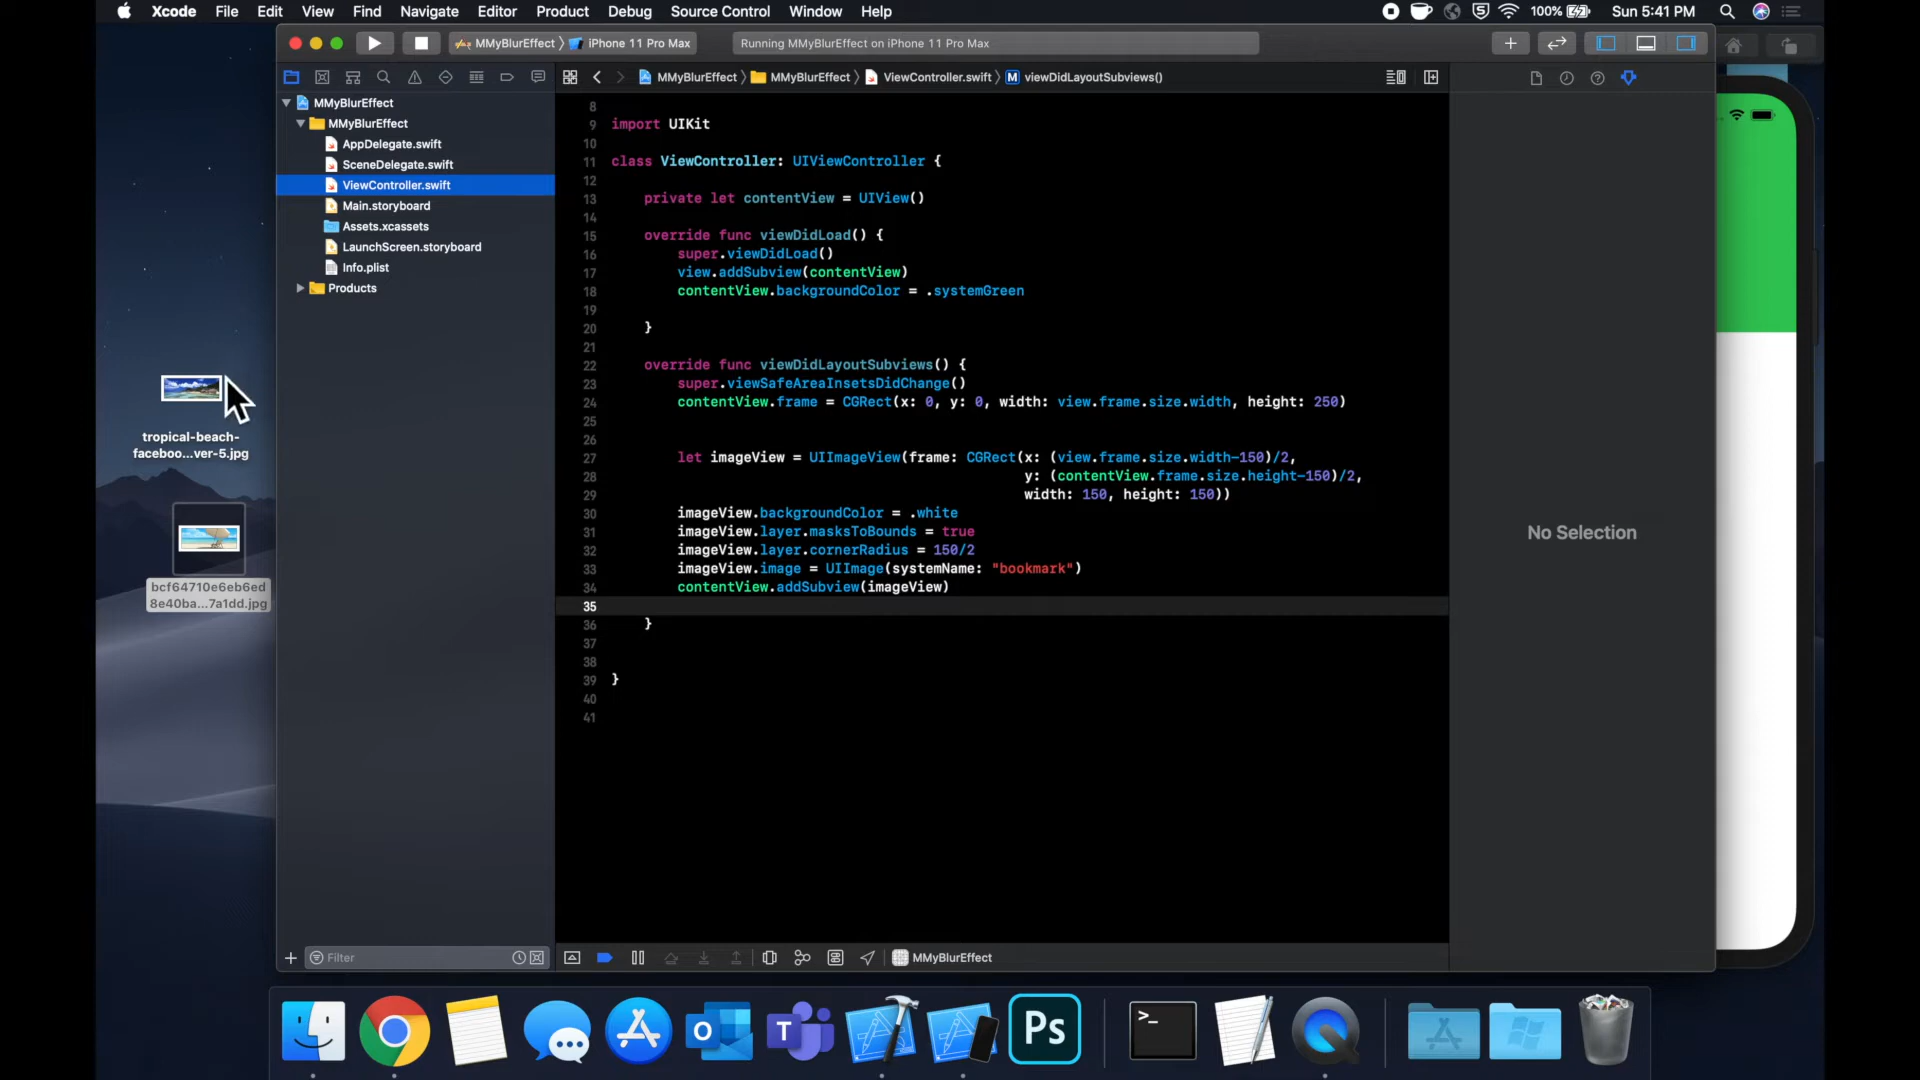 Xcode File Edit View Find Navigate Editor Product Debug Source Control Window Help 100% Sun 5:41 PM
MMyBlurEffect iPhone 11 Pro Max Running MMyBlurEffect on iPhone 11 Pro Max
MMyBlurEffect MMyBlurEffect ViewController.swift M viewDidLayoutSubviews()
MMyBlurEffect
MMyBlurEffect
AppDelegate.swift
SceneDelegate.swift
ViewController.swift
Main.storyboard
Assets.xcassets
LaunchScreen.storyboard
Info.plist
Products
tropical-beach-
faceboo...ver-5.jpg
bcf64710e6eb6ed
8e40ba...7a1dd.jpg
8
9 import UIKit
10
11 class ViewController: UIViewController {
12
13 private let contentView = UIView()
14
15 override func viewDidLoad() {
16 super.viewDidLoad()
17 view.addSubview(contentView)
18 contentView.backgroundColor = .systemGreen
19
20 }
21
22 override func viewDidLayoutSubviews() {
23 super.viewSafeAreaInsetsDidChange()
24 contentView.frame = CGRect(x: 0, y: 0, width: view.frame.size.width, height: 250)
25
26
27 let imageView = UIImageView(frame: CGRect(x: (view.frame.size.width-150)/2,
28 y: (contentView.frame.size.height-150)/2,
29 width: 150, height: 150))
30 imageView.backgroundColor = .white
31 imageView.layer.masksToBounds = true
32 imageView.layer.cornerRadius = 150/2
33 imageView.image = UIImage(systemName: "bookmark")
34 contentView.addSubview(imageView)
35
36 }
37
38
39 }
40
41
No Selection
Filter
MMyBlurEffect
Ps